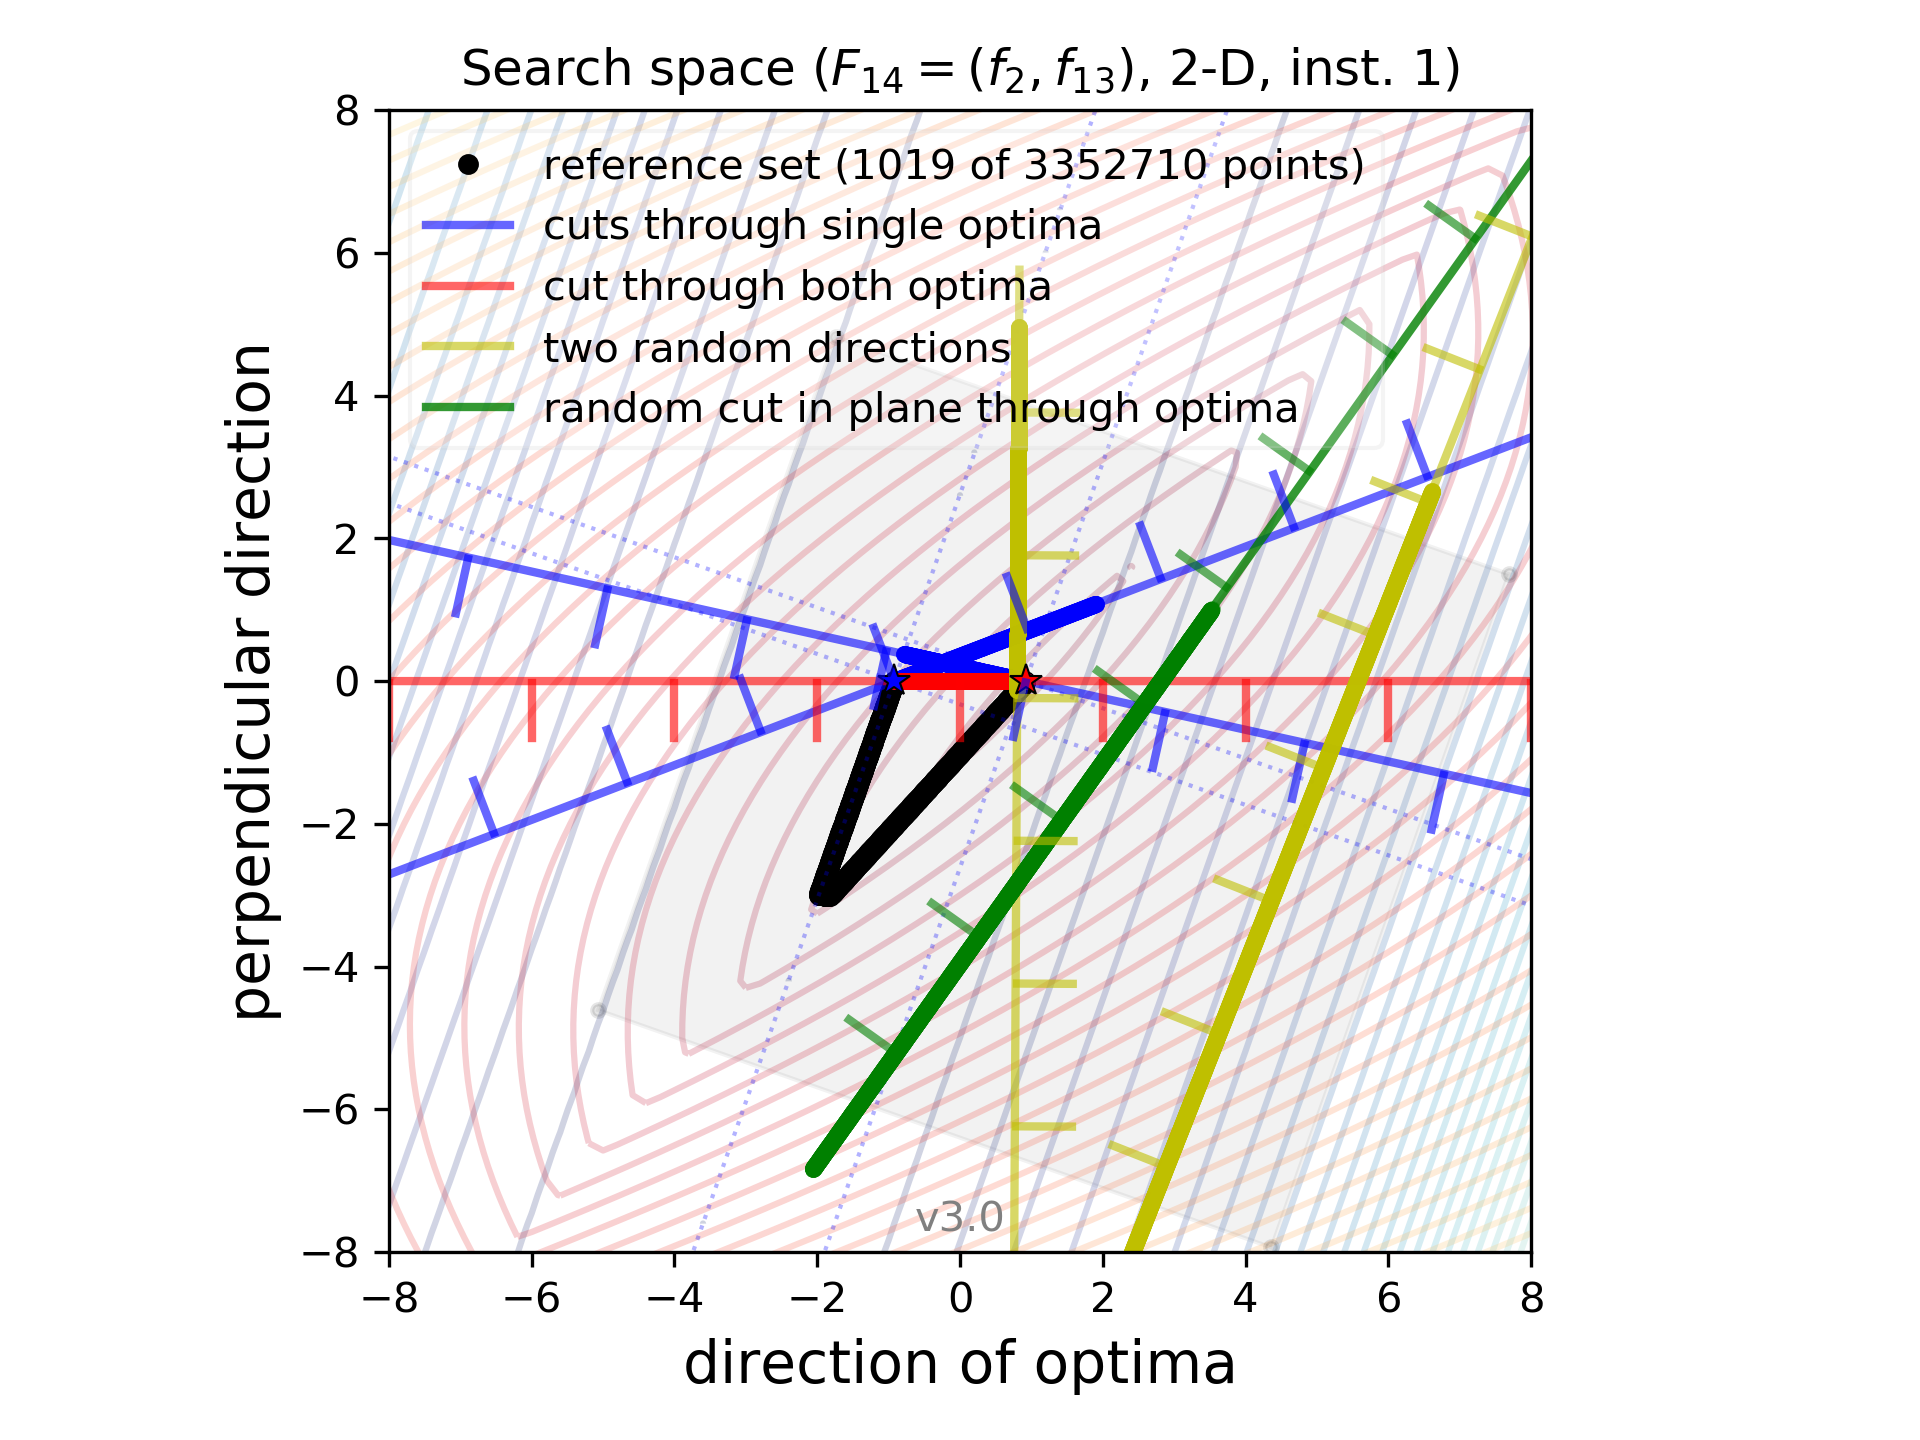 Search space (F14 = (f2, f13), 2-D, inst. 1)
reference set (1019 of 3352710 points)
cuts through single optima
cut through both optima
two random directions
random cut in plane through optima
8
6
4
2
0
−2
−4
−6
−8
perpendicular direction
v3.0
−8 −6 −4 −2 0 2 4 6 8
direction of optima